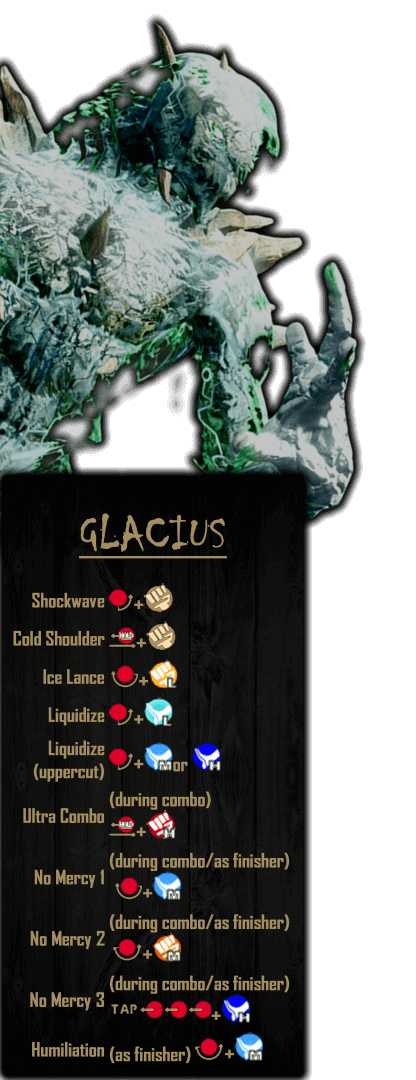 GLACIUS
Shockwave +
Cold Shoulder HOLD +
Ice Lance + L
Liquidize + L
Liquidize
(uppercut) + M or H
(during combo)
Ultra Combo HOLD + H
(during combo/as finisher)
No Mercy 1 + M
(during combo/as finisher)
No Mercy 2 + M
(during combo/as finisher)
No Mercy 3 TAP + H
Humiliation (as finisher) + M